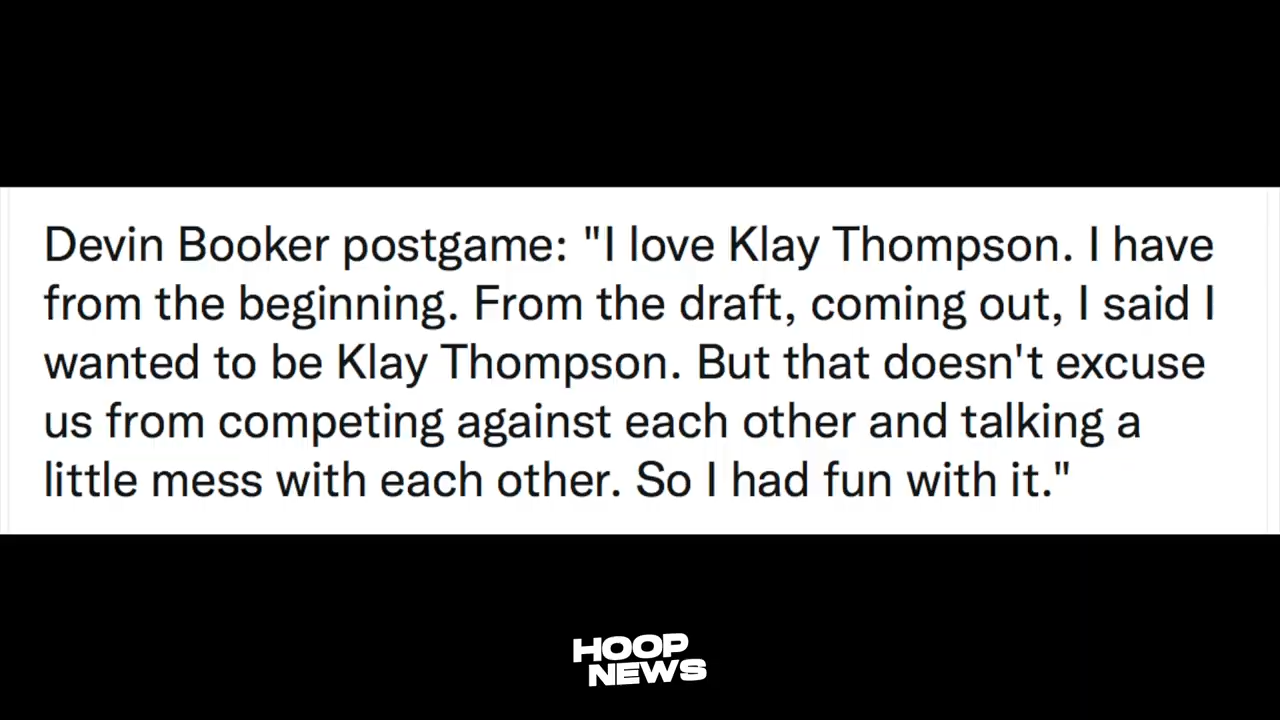 Devin Booker postgame: "I love Klay Thompson. I have
from the beginning. From the draft, coming out, I said I
wanted to be Klay Thompson. But that doesn't excuse
us from competing against each other and talking a
little mess with each other. So I had fun with it."
HOOP
NEWS